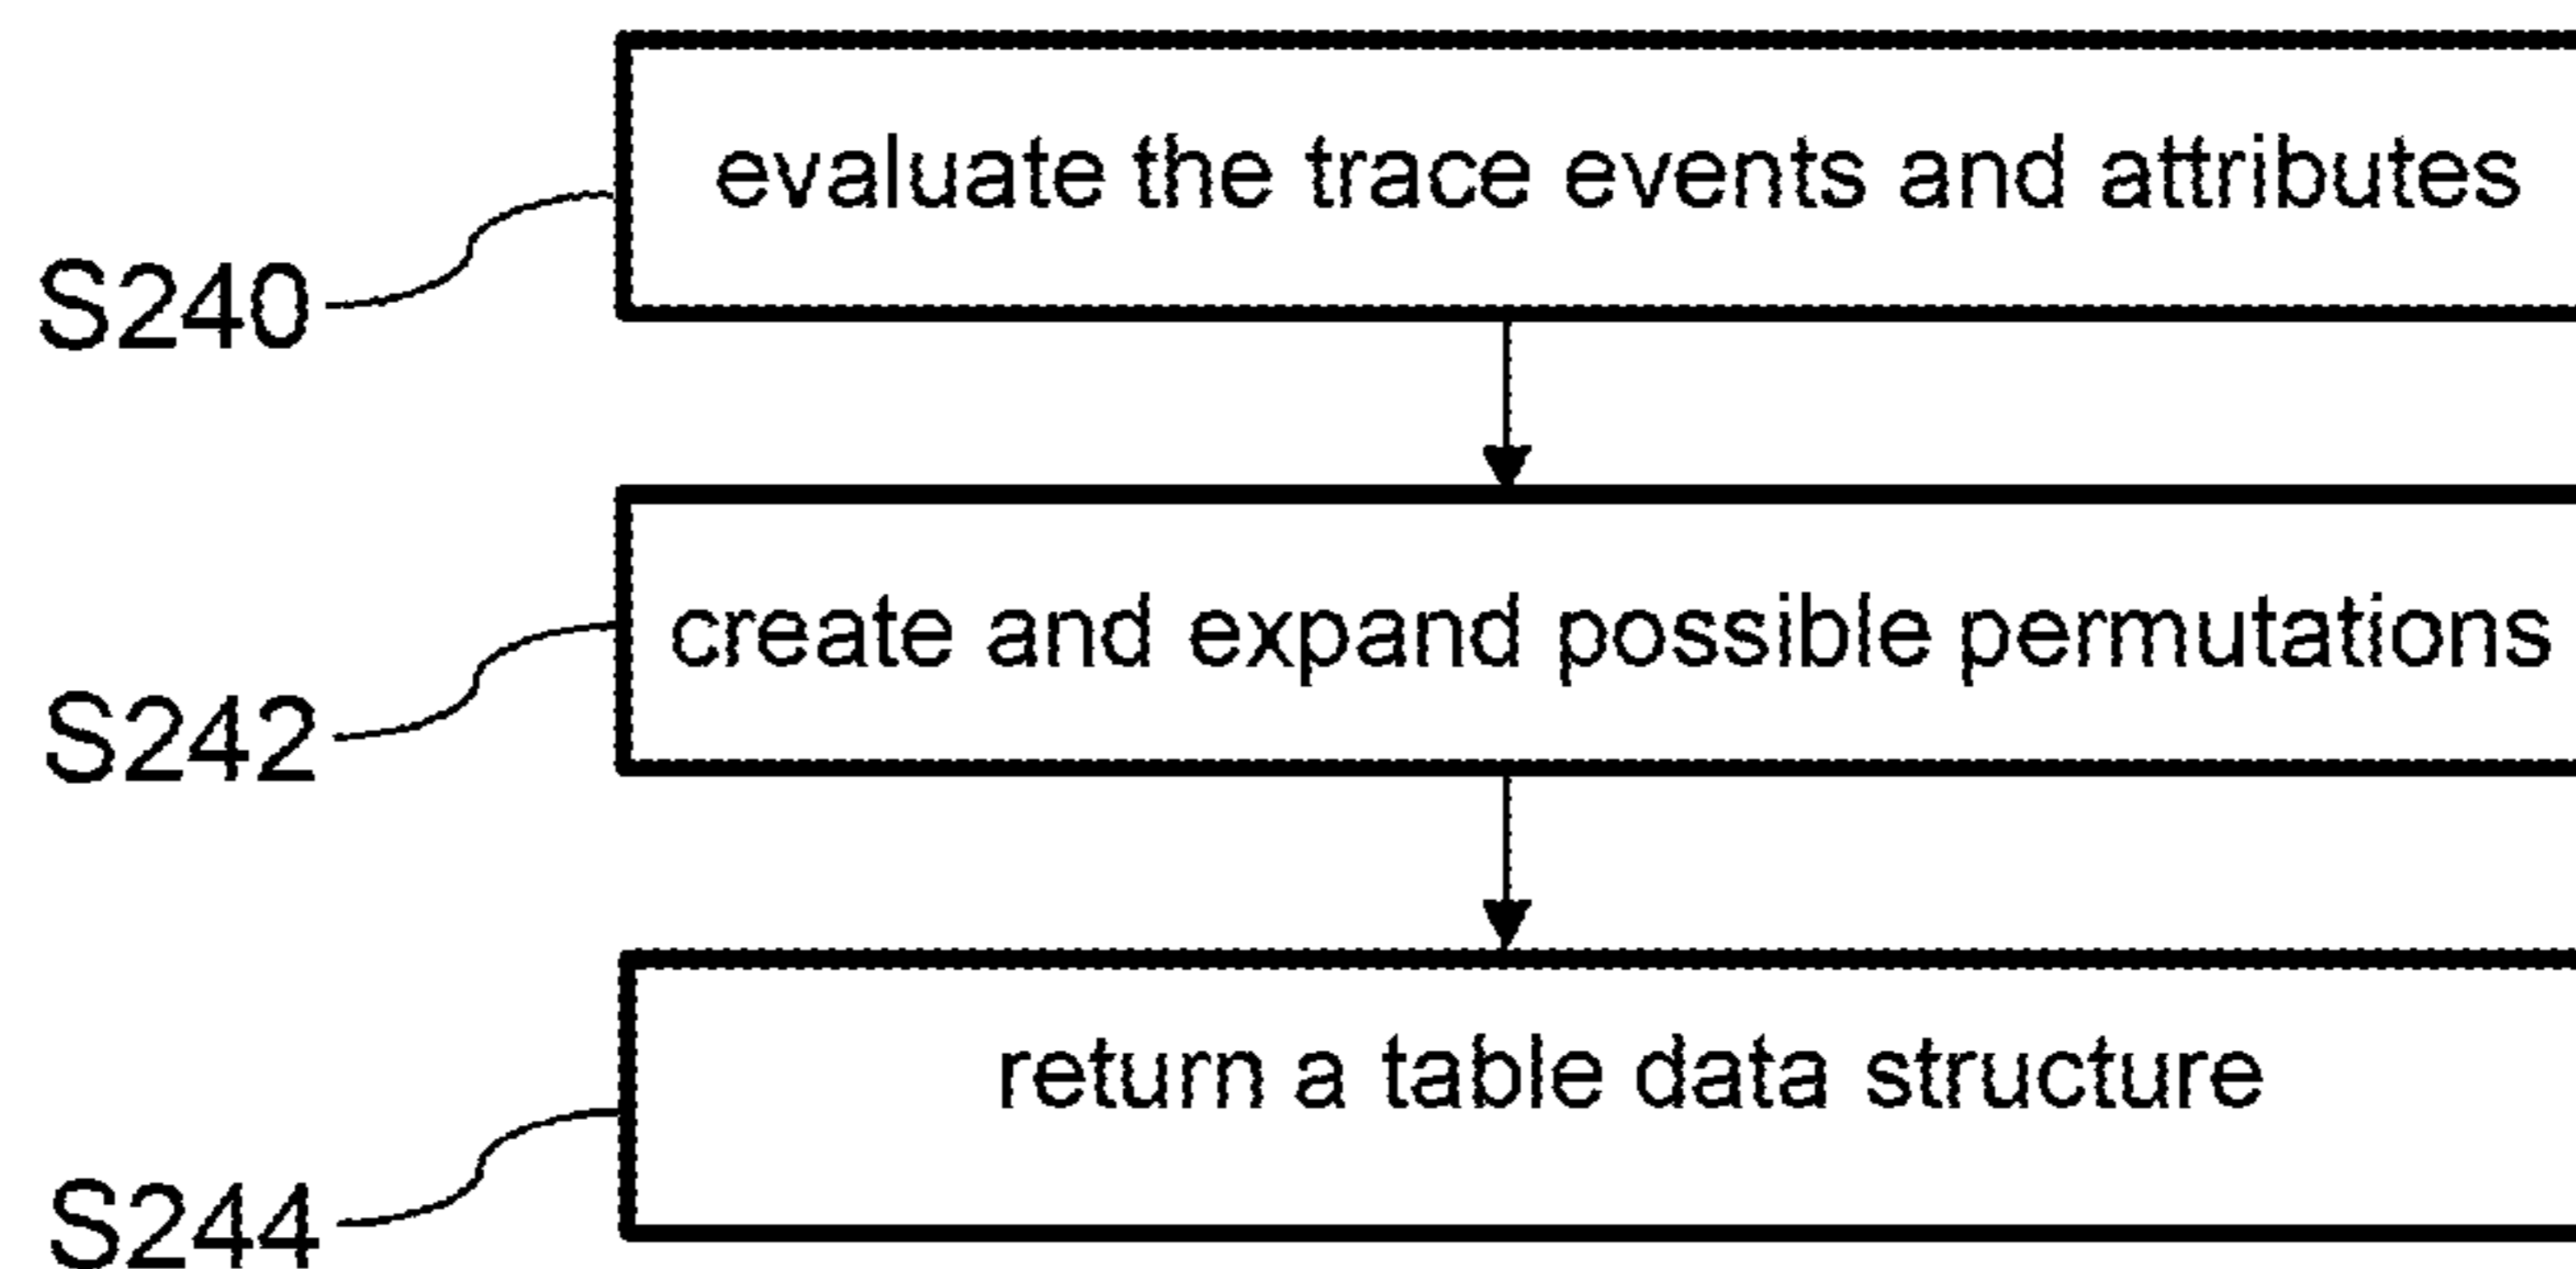 evaluate the trace events and attributes
S240
create and expand possible permutations
S242
return a table data structure
S244